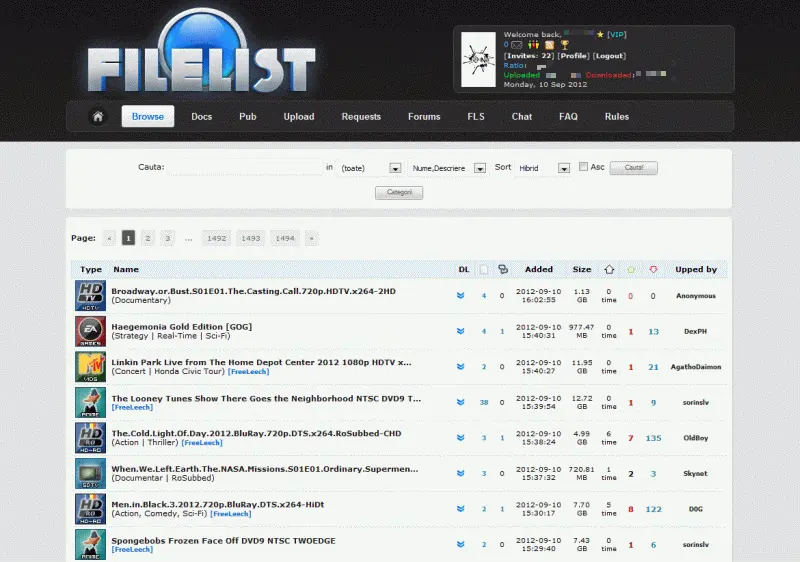 FILELIST
Welcome back, [VIP]
0
[Invites: 22] [Profile] [Logout]
Ratio:
Uploaded Downloaded:
Monday, 10 Sep 2012
Browse Docs Pub Upload Requests Forums FLS Chat FAQ Rules
Cauta: in (toate) Nume,Descriere Sort Hibrid Asc Cauta!
Categorii
Page: « 1 2 3 ... 1492 1493 1494 »
Type Name DL Added Size Upped by
HD TV HDTV Broadway.or.Bust.S01E01.The.Casting.Call.720p.HDTV.x264-2HD 4 0 2012-09-10 1.13 0 0 0 Anonymous
(Documentary) 16:02:55 GB time
EA GAMES Haegemonia Gold Edition [GOG] 4 1 2012-09-10 977.47 0 1 13 DexPH
(Strategy | Real-Time | Sci-Fi) 15:40:31 MB time
MTV VIDS Linkin Park Live from The Home Depot Center 2012 1080p HDTV x... 2 0 2012-09-10 11.95 0 1 21 AgathoDaimon
(Concert | Honda Civic Tour) [FreeLeech] 15:40:27 GB time
ANIME The Looney Tunes Show There Goes the Neighborhood NTSC DVD9 T... 38 0 2012-09-10 12.72 0 1 9 sorinslv
[FreeLeech] 15:39:54 GB time
HD RO HD-RO The.Cold.Light.Of.Day.2012.BluRay.720p.DTS.x264.RoSubbed-CHD 3 1 2012-09-10 4.99 6 7 135 OldBoy
(Action | Thriller) [FreeLeech] 15:38:24 GB time
SDTV When.We.Left.Earth.The.NASA.Missions.S01E01.Ordinary.Supermen... 3 0 2012-09-10 720.81 1 2 3 Skynet
(Documentar | RoSubbed) 15:37:32 MB time
HD RO HD-RO Men.in.Black.3.2012.720p.BluRay.DTS.x264-HiDt 2 1 2012-09-10 7.70 5 8 122 D0G
(Action, Comedy, Sci-Fi) [FreeLeech] 15:30:17 GB time
ANIME Spongebobs Frozen Face Off DVD9 NTSC TWOEDGE 2 0 2012-09-10 7.43 0 1 6 sorinslv
[FreeLeech] 15:29:40 GB time